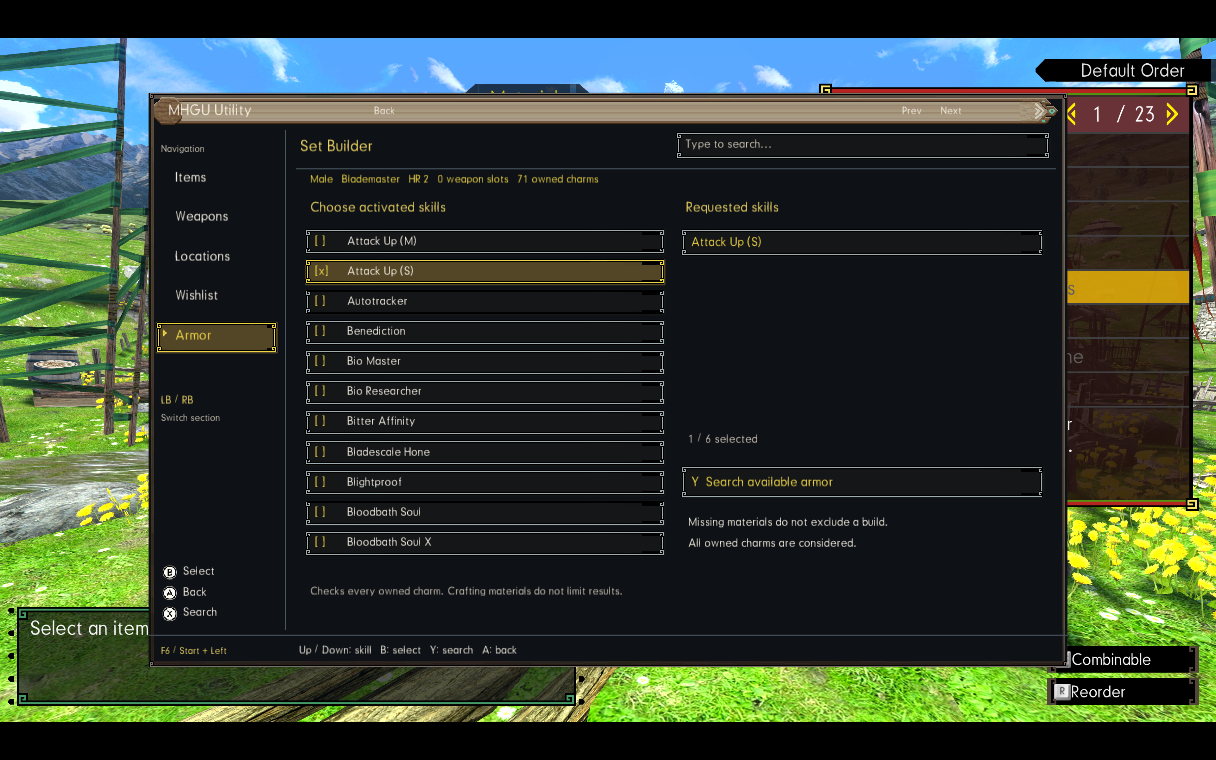 Default Order
MHGU Utility
Back
Prev
Next
1 / 23
Navigation
Items
Weapons
Locations
Wishlist
Armor
LB / RB
Switch section
Set Builder
Type to search...
Male Blademaster HR 2 0 weapon slots 71 owned charms
Choose activated skills
[ ] Attack Up (M)
[x] Attack Up (S)
[ ] Autotracker
[ ] Benediction
[ ] Bio Master
[ ] Bio Researcher
[ ] Bitter Affinity
[ ] Bladescale Hone
[ ] Blightproof
[ ] Bloodbath Soul
[ ] Bloodbath Soul X
Requested skills
Attack Up (S)
1 / 6 selected
Y Search available armor
Missing materials do not exclude a build.
All owned charms are considered.
Checks every owned charm. Crafting materials do not limit results.
B Select
A Back
X Search
F6 / Start + Left
Up / Down: skill B: select Y: search A: back
Select an item
Combinable
R Reorder